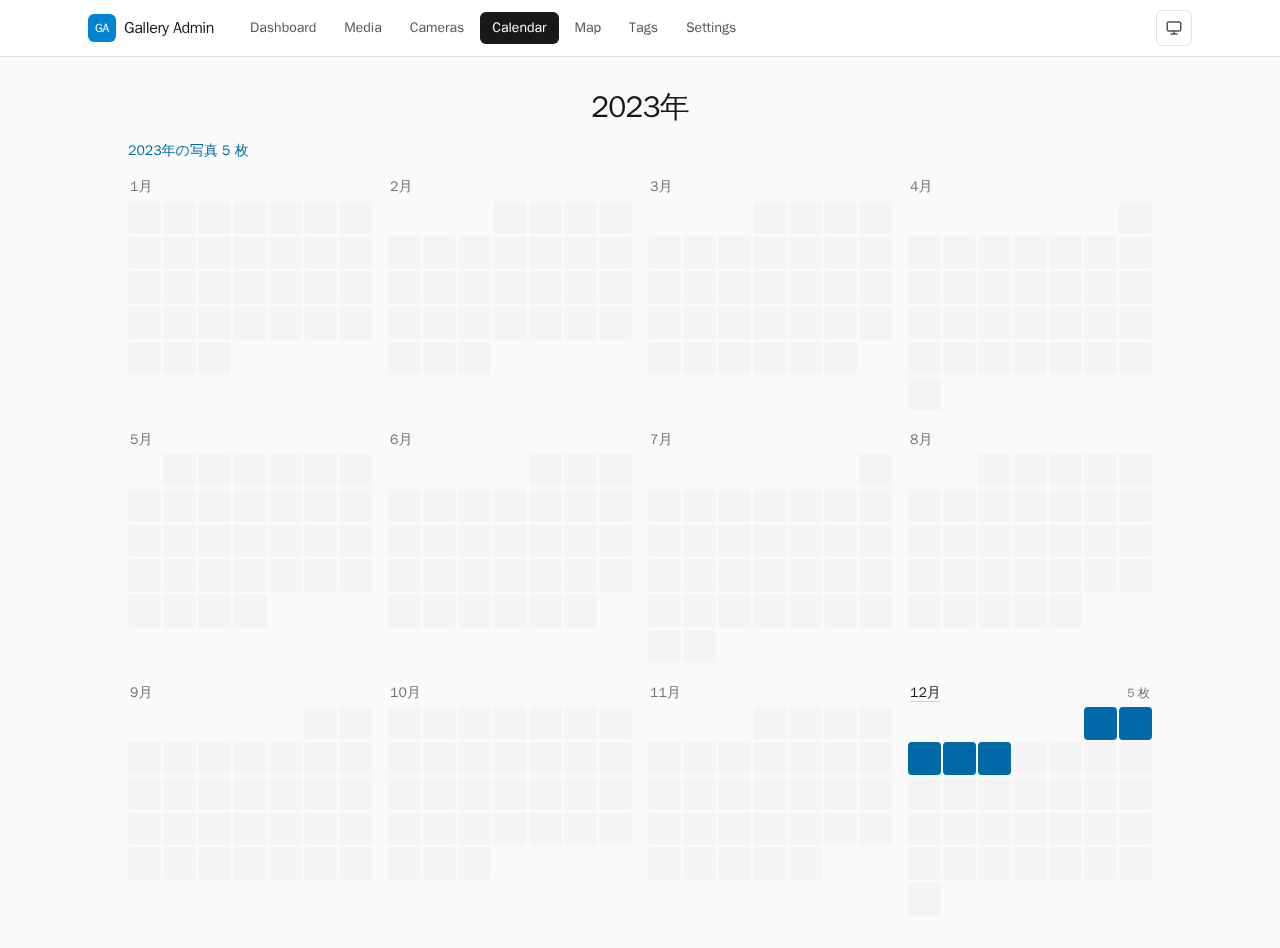 GA Gallery Admin Dashboard Media Cameras Calendar Map Tags Settings
2023年
2023年の写真 5 枚
1月 2月 3月 4月
5月 6月 7月 8月
9月 10月 11月 12月 5 枚